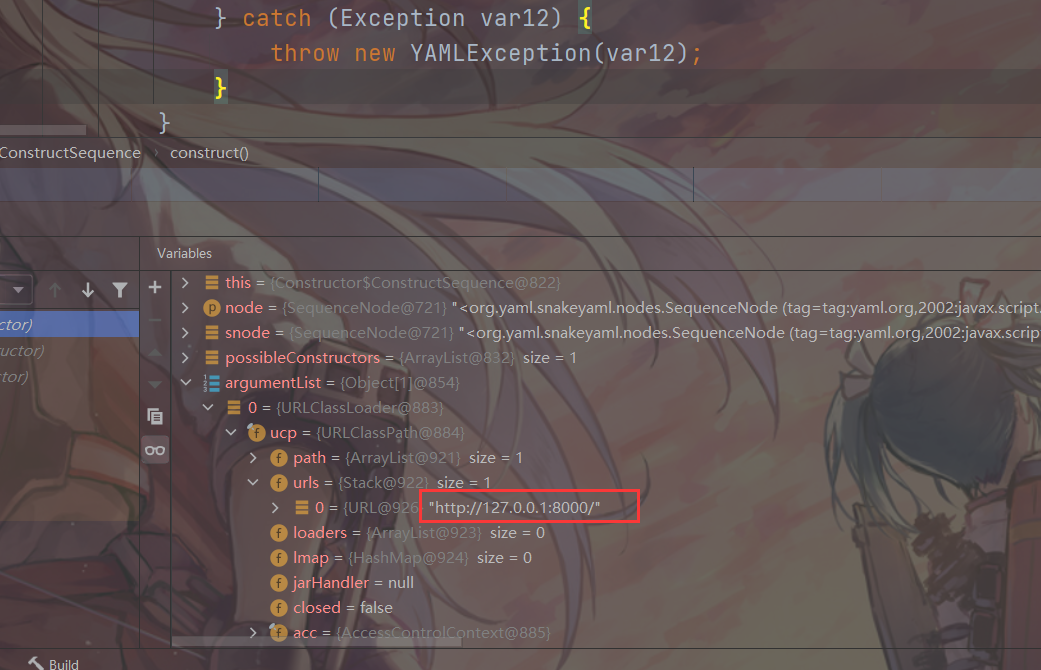 } catch (Exception var12) {
throw new YAMLException(var12);
}
}
ConstructSequence › construct()
Variables
this = {Constructor$ConstructSequence@822}
ctor) p node = {SequenceNode@721} "<org.yaml.snakeyaml.nodes.SequenceNode (tag=tag:yaml.org,2002:javax.script.
uctor) snode = {SequenceNode@721} "<org.yaml.snakeyaml.nodes.SequenceNode (tag=tag:yaml.org,2002:javax.scrip
ctor) possibleConstructors = {ArrayList@832} size = 1
argumentList = {Object[1]@854}
0 = {URLClassLoader@883}
f ucp = {URLClassPath@884}
f path = {ArrayList@921} size = 1
f urls = {Stack@922} size = 1
0 = {URL@926 "http://127.0.0.1:8000/"
f loaders = {ArrayList@923} size = 0
f lmap = {HashMap@924} size = 0
f jarHandler = null
f closed = false
f acc = {AccessControlContext@885}
Build